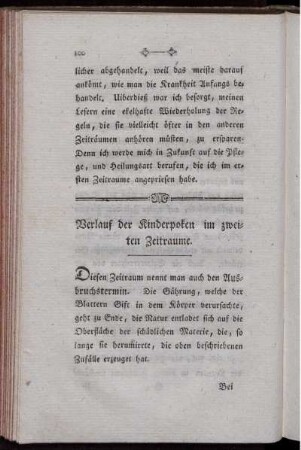 100
licher abgehandelt, weil das meiste darauf
ankömt, wie man die Krankheit Anfangs be-
handelt. Uiberdieß war ich besorgt, meinen
Lesern eine ekelhafte Wiederholung der Re-
geln, die sie vielleicht öfter in den anderen
Zeiträumen anhören müsten, zu ersparen.
Denn ich werde mich in Zukunft auf die Pfle-
ge, und Heilungsart berufen, die ich im er-
sten Zeitraume angepriesen habe.
Verlauf der Kinderpoken im zwei-
ten Zeitraume.
Diesen Zeitraum nennt man auch den Aus-
bruchstermin. Die Gährung, welche der
Blattern Gift in dem Körper verursachte,
geht zu Ende, die Natur entladet sich auf die
Oberfläche der schädlichen Materie, die, so
lange sie herumirrte, die oben beschriebenen
Zufälle erzeuget hat.
Bei